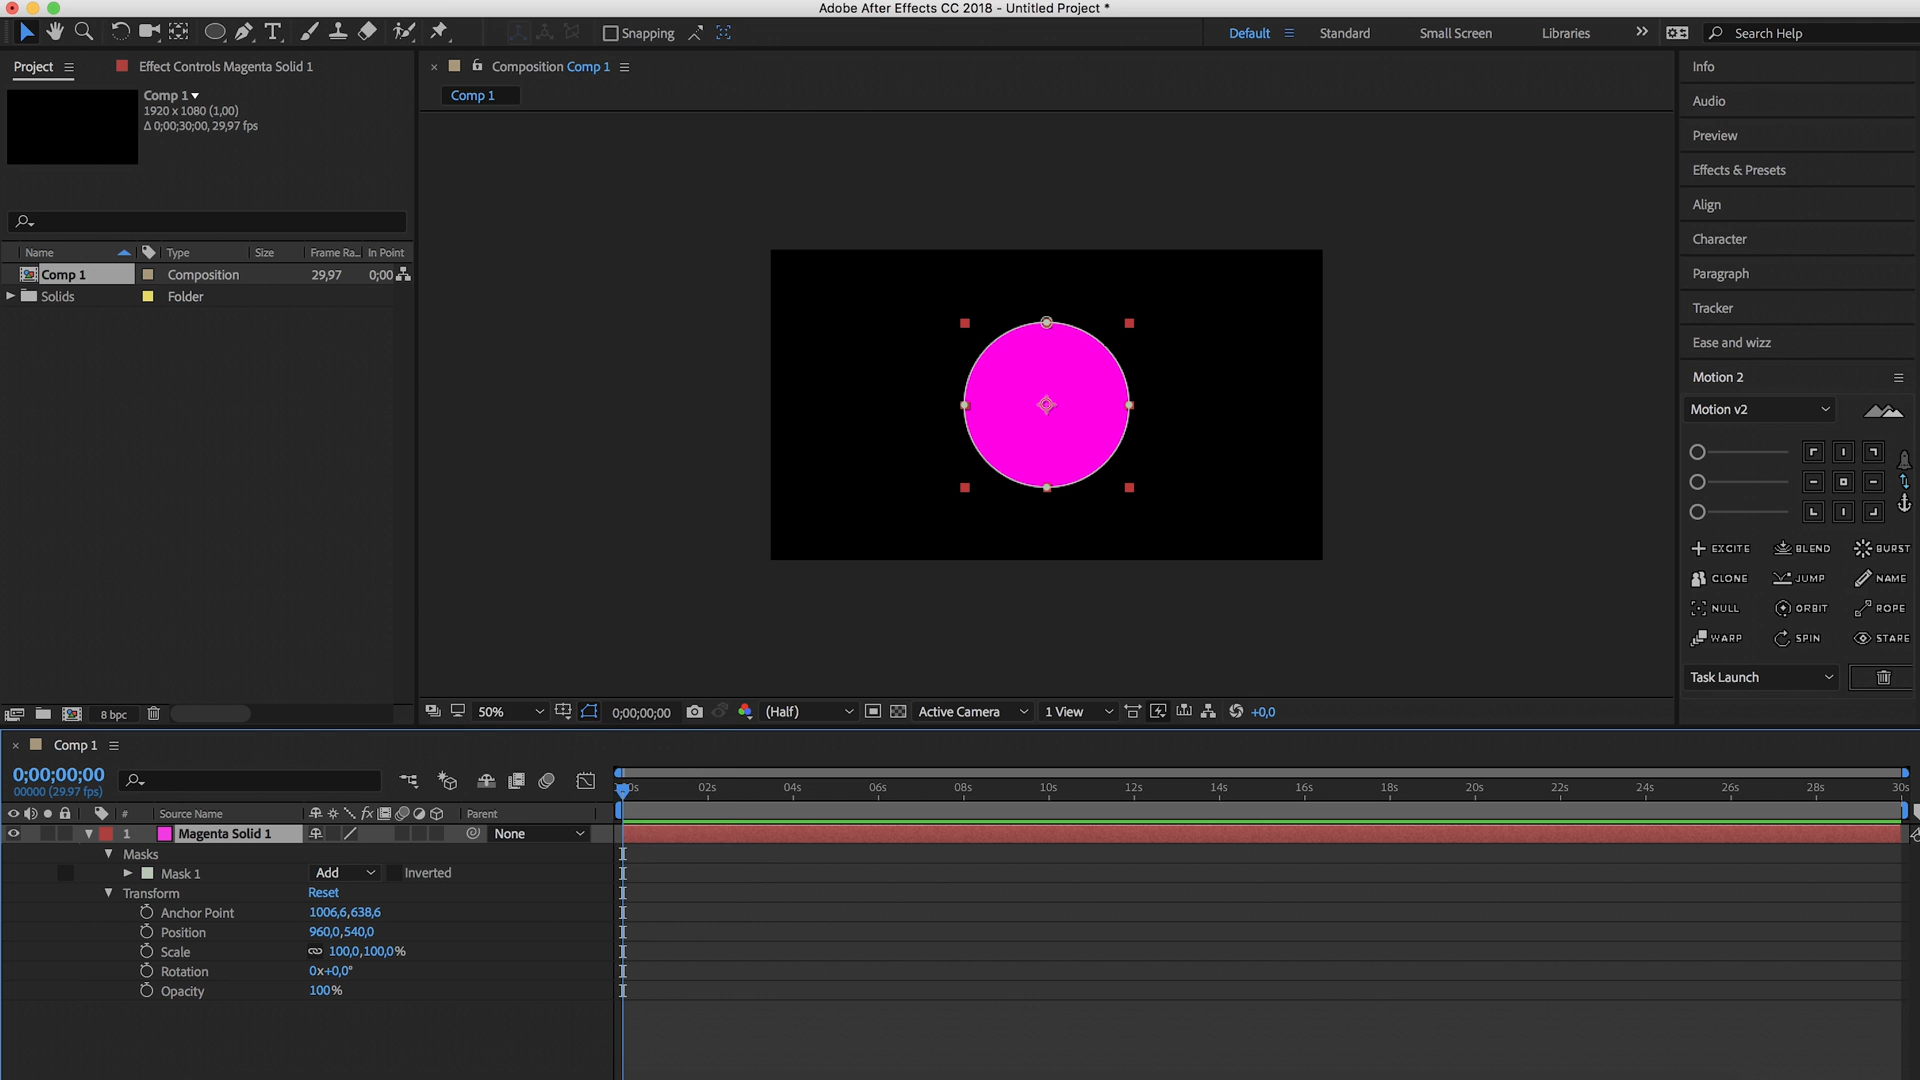 Adobe After Effects CC 2018 - Untitled Project *
Snapping
Default
Standard
Small Screen
Libraries
Search Help
Project
Effect Controls Magenta Solid 1
Composition Comp 1
Comp 1
Comp 1
1920 x 1080 (1,00)
Δ 0;00;30;00, 29,97 fps
Name
Type
Size
Frame Ra...
In Point
Comp 1
Composition
29,97
0;00
Solids
Folder
Info
Audio
Preview
Effects & Presets
Align
Character
Paragraph
Tracker
Ease and wizz
Motion 2
Motion v2
EXCITE
BLEND
BURST
CLONE
JUMP
NAME
NULL
ORBIT
ROPE
WARP
SPIN
STARE
Task Launch
8 bpc
50%
0;00;00;00
(Half)
Active Camera
1 View
+0,0
Comp 1
0;00;00;00
00000 (29.97 fps)
02s
04s
06s
08s
10s
12s
14s
16s
18s
20s
22s
24s
26s
28s
30s
#
Source Name
fx
Parent
1
Magenta Solid 1
None
Masks
Mask 1
Add
Inverted
Transform
Reset
Anchor Point
1006,6,638,6
Position
960,0,540,0
Scale
100,0,100,0%
Rotation
0x+0,0°
Opacity
100%